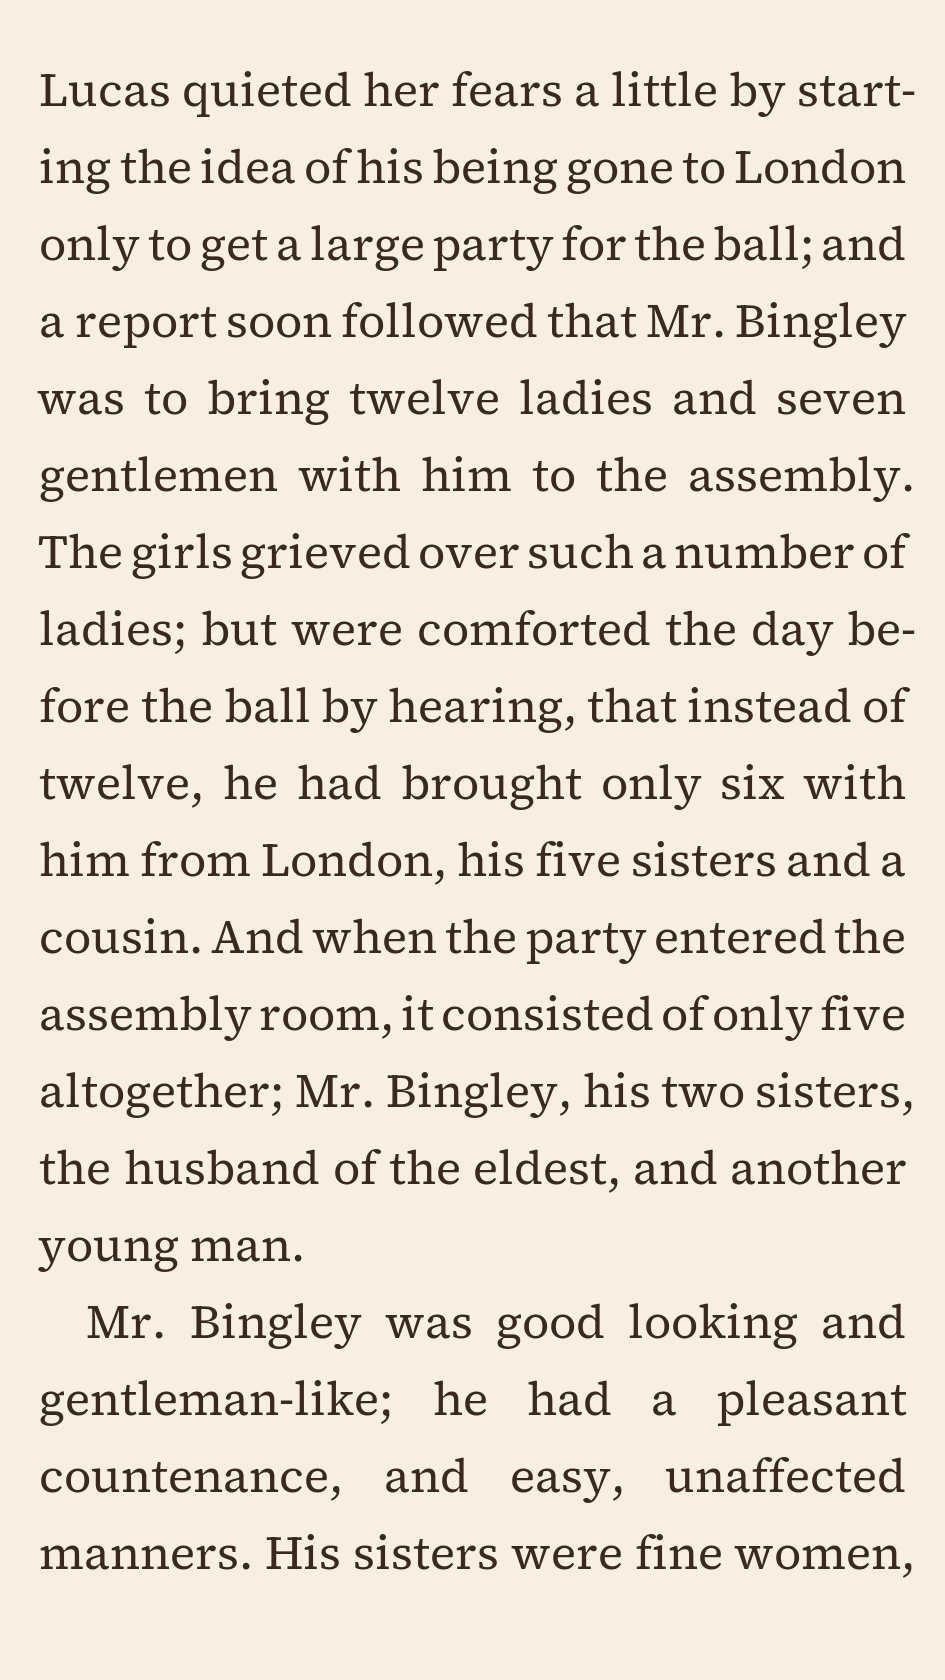 Lucas quieted her fears a little by start-
ing the idea of his being gone to London
only to get a large party for the ball; and
a report soon followed that Mr. Bingley
was to bring twelve ladies and seven
gentlemen with him to the assembly.
The girls grieved over such a number of
ladies; but were comforted the day be-
fore the ball by hearing, that instead of
twelve, he had brought only six with
him from London, his five sisters and a
cousin. And when the party entered the
assembly room, it consisted of only five
altogether; Mr. Bingley, his two sisters,
the husband of the eldest, and another
young man.
Mr. Bingley was good looking and
gentleman-like; he had a pleasant
countenance, and easy, unaffected
manners. His sisters were fine women,